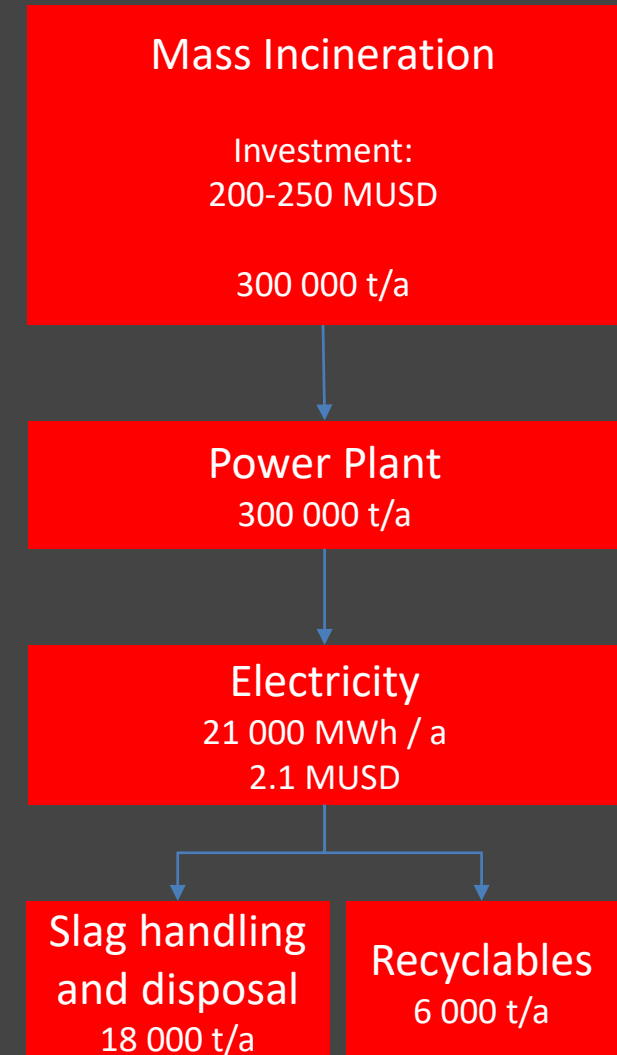 Mass Incineration
Investment:
200-250 MUSD
300 000 t/a
Power Plant
300 000 t/a
Electricity
21 000 MWh / a
2.1 MUSD
Slag handling
and disposal
18 000 t/a
Recyclables
6 000 t/a